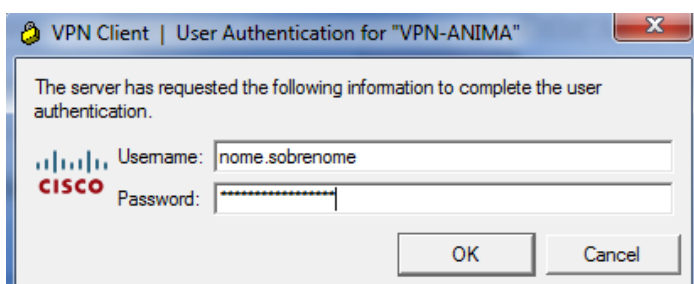 VPN Client | User Authentication for "VPN-ANIMA"
The server has requested the following information to complete the user
authentication.
Username: nome.sobrenome
CISCO
Password: *****************
OK Cancel